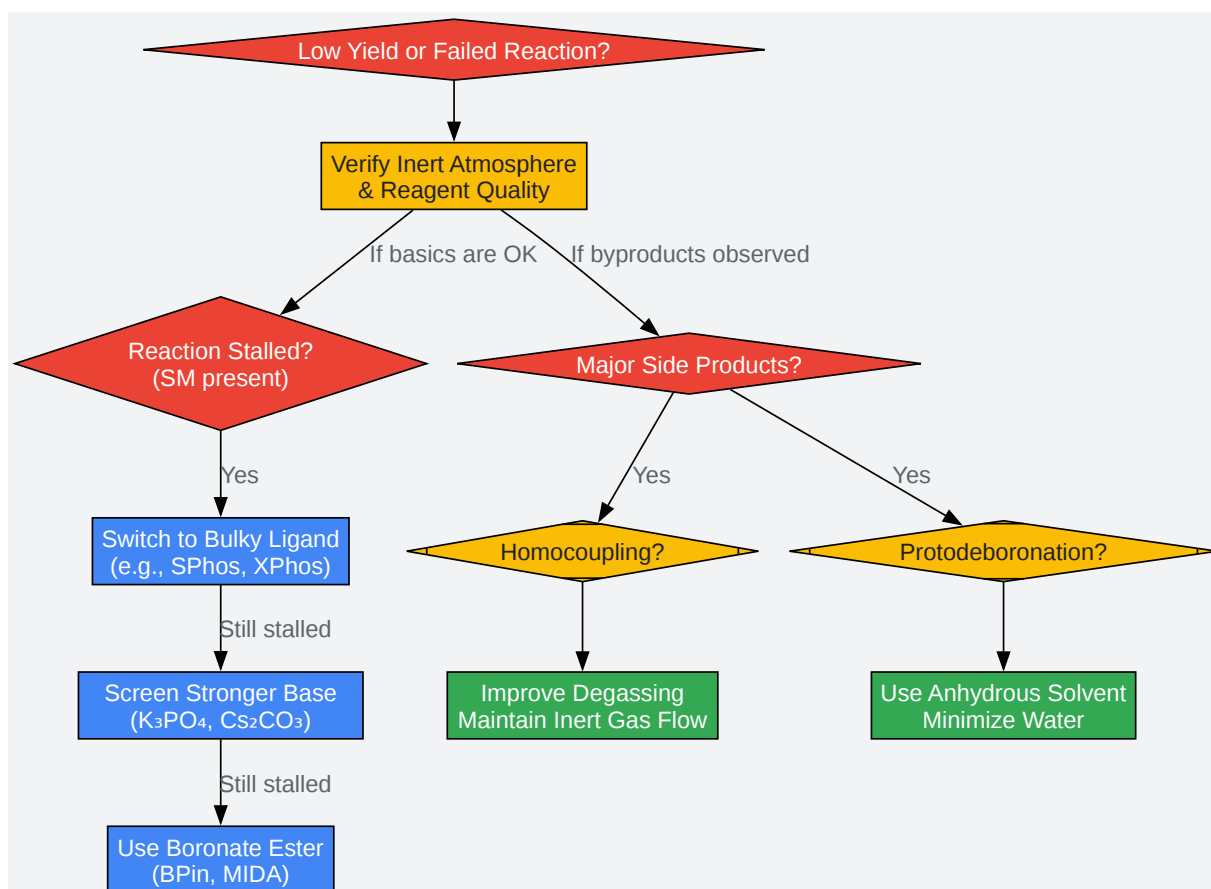 Low Yield or Failed Reaction?
Verify Inert Atmosphere
& Reagent Quality
If basics are OK
If byproducts observed
Reaction Stalled?
(SM present)
Major Side Products?
Yes
Yes
Yes
Switch to Bulky Ligand
(e.g., SPhos, XPhos)
Homocoupling?
Protodeboronation?
Still stalled
Screen Stronger Base
(K₃PO₄, Cs₂CO₃)
Improve Degassing
Maintain Inert Gas Flow
Use Anhydrous Solvent
Minimize Water
Still stalled
Use Boronate Ester
(BPin, MIDA)